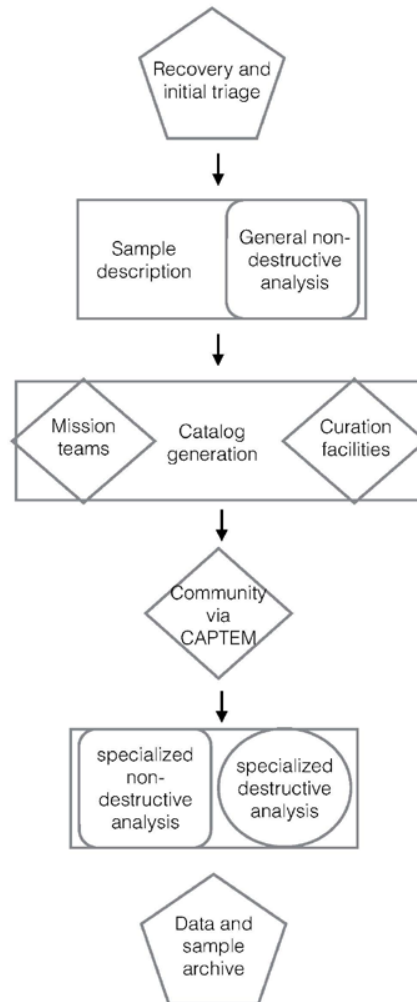 Recovery and
initial triage
Sample
description
General non-
destructive
analysis
Mission
teams
Catalog
generation
Curation
facilities
Community
via
CAPTEM
specialized
non-
destructive
analysis
specialized
destructive
analysis
Data and
sample
archive